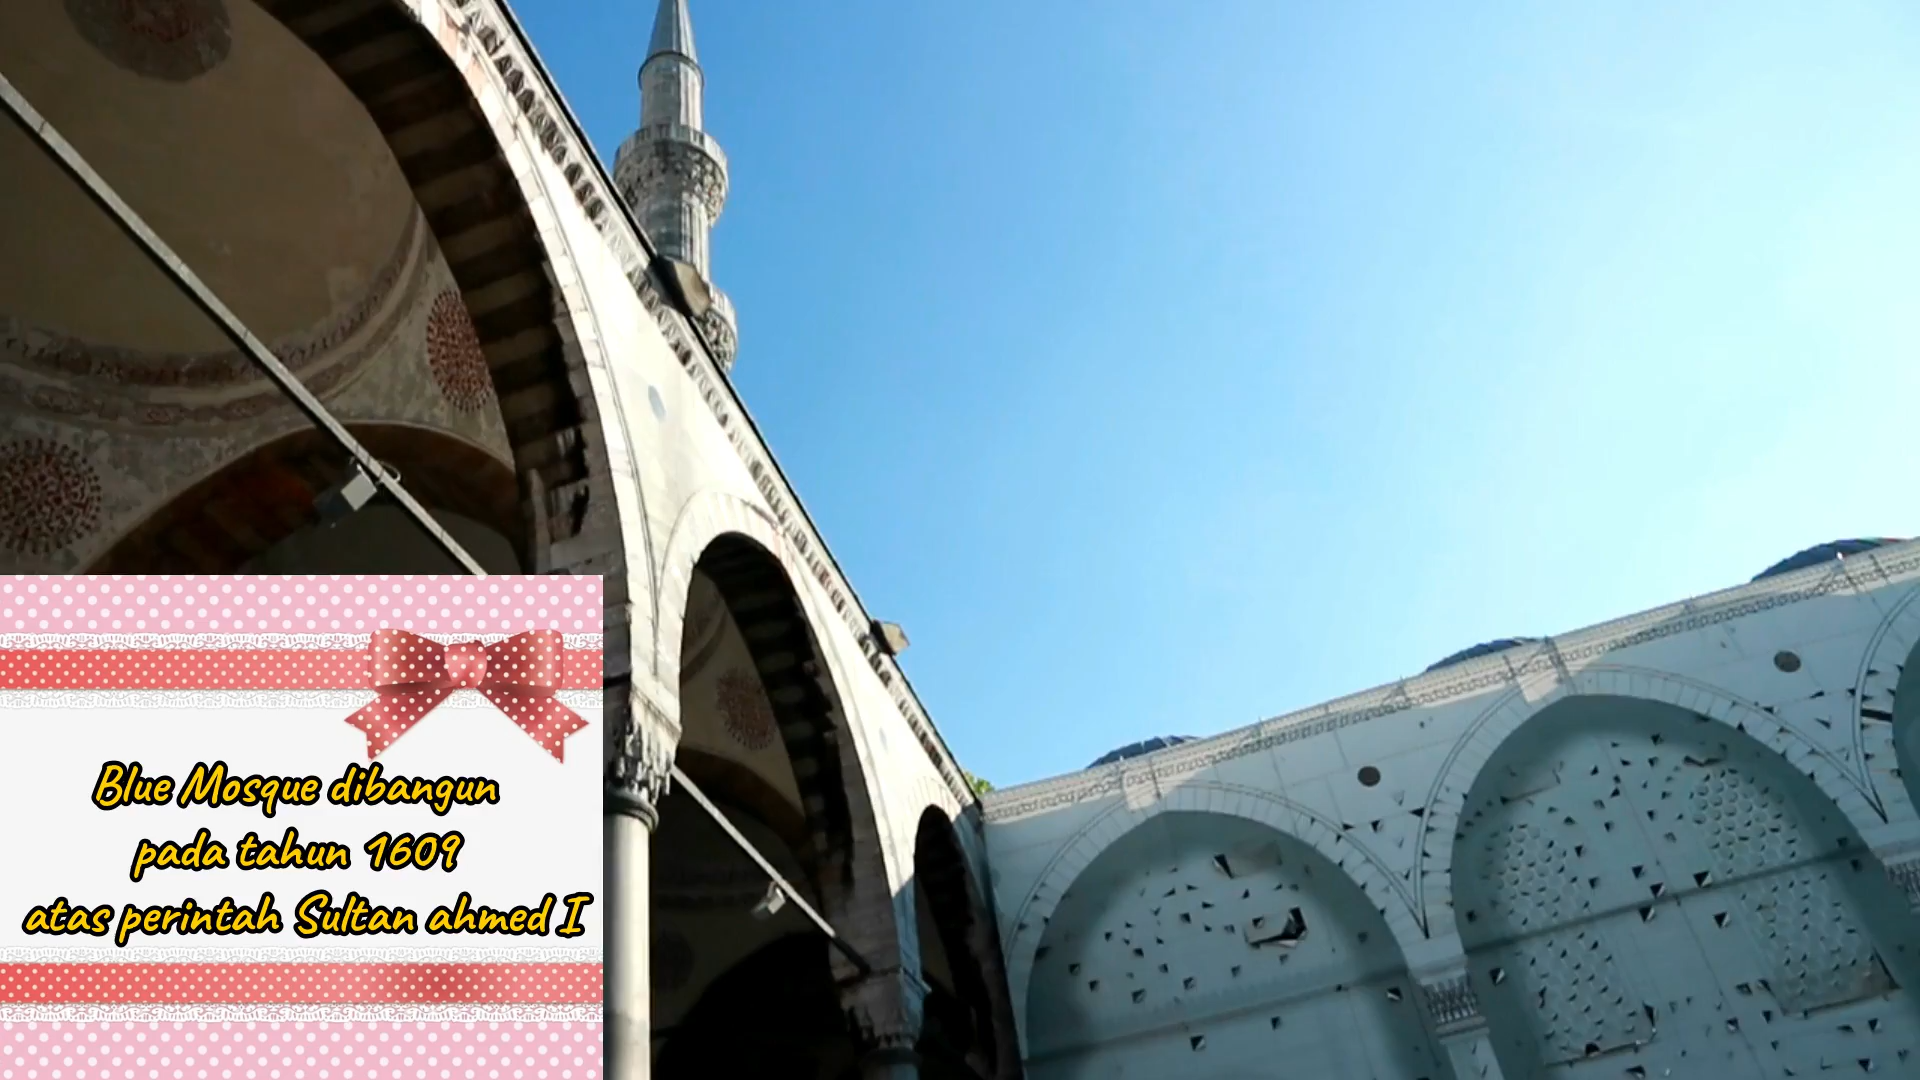 Blue Mosque dibangun
pada tahun 1609
atas perintah Sultan ahmed I